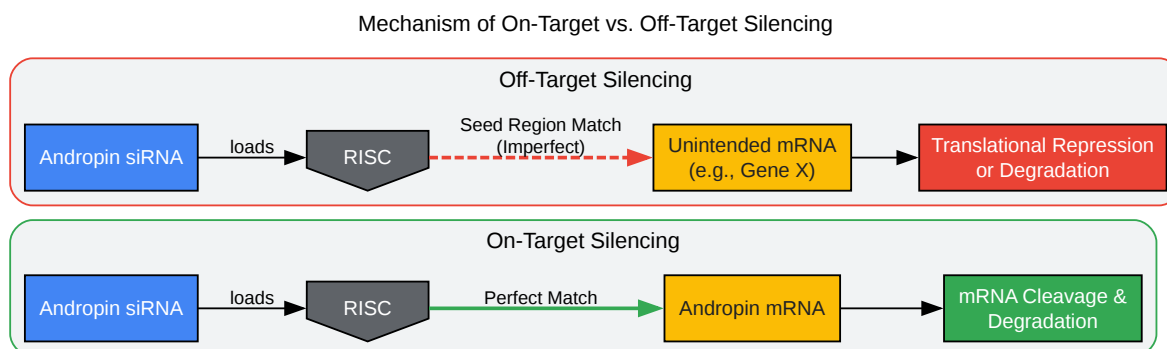 Mechanism of On-Target vs. Off-Target Silencing
Off-Target Silencing
Andropin siRNA
loads
RISC
Seed Region Match
(Imperfect)
Unintended mRNA
(e.g., Gene X)
Translational Repression
or Degradation
On-Target Silencing
Andropin siRNA
loads
RISC
Perfect Match
Andropin mRNA
mRNA Cleavage &
Degradation